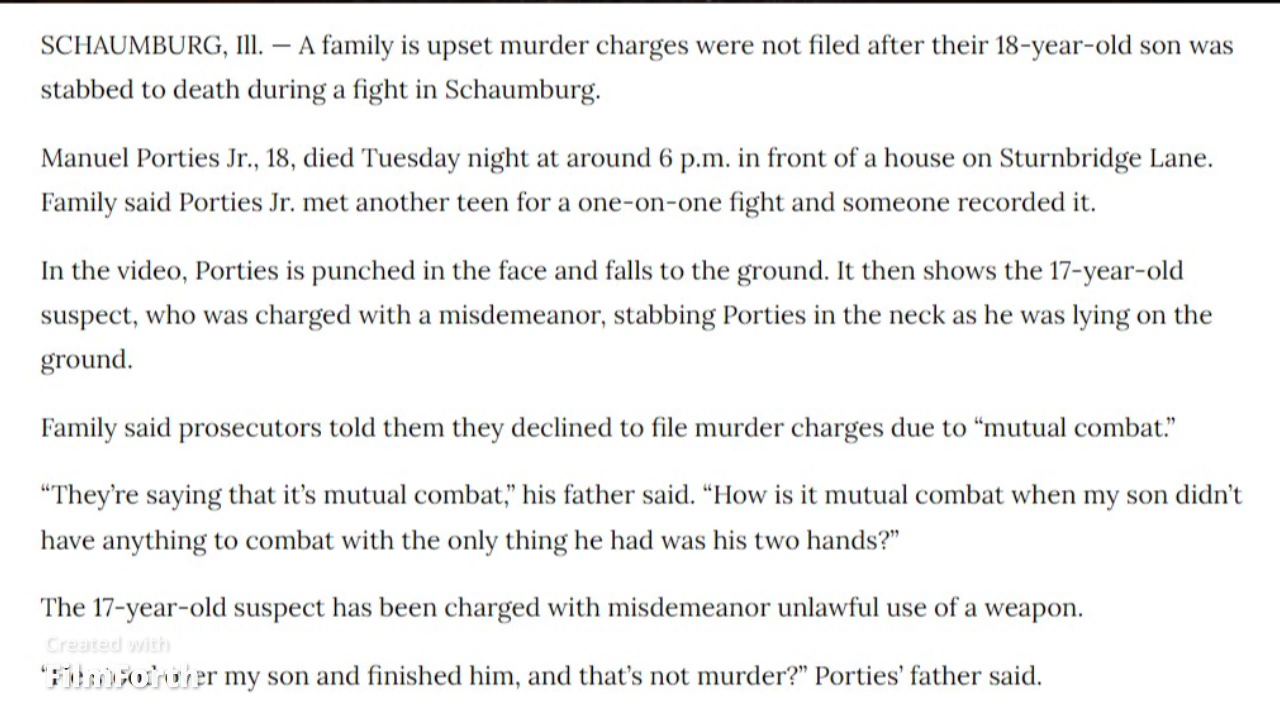 SCHAUMBURG, Ill. — A family is upset murder charges were not filed after their 18-year-old son was
stabbed to death during a fight in Schaumburg.
Manuel Porties Jr., 18, died Tuesday night at around 6 p.m. in front of a house on Sturnbridge Lane.
Family said Porties Jr. met another teen for a one-on-one fight and someone recorded it.
In the video, Porties is punched in the face and falls to the ground. It then shows the 17-year-old
suspect, who was charged with a misdemeanor, stabbing Porties in the neck as he was lying on the
ground.
Family said prosecutors told them they declined to file murder charges due to “mutual combat.”
“They’re saying that it’s mutual combat,” his father said. “How is it mutual combat when my son didn’t
have anything to combat with the only thing he had was his two hands?”
The 17-year-old suspect has been charged with misdemeanor unlawful use of a weapon.
Created with
FilmForth
my son and finished him, and that’s not murder?” Porties’ father said.